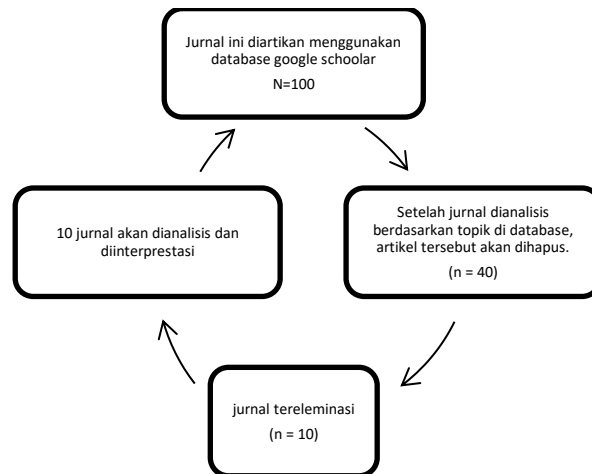 Jurnal ini diartikan menggunakan
database google schoolar
N=100
Setelah jurnal dianalisis
berdasarkan topik di database,
artikel tersebut akan dihapus.
(n = 40)
jurnal tereleminasi
(n = 10)
10 jurnal akan dianalisis dan
diinterprestasi